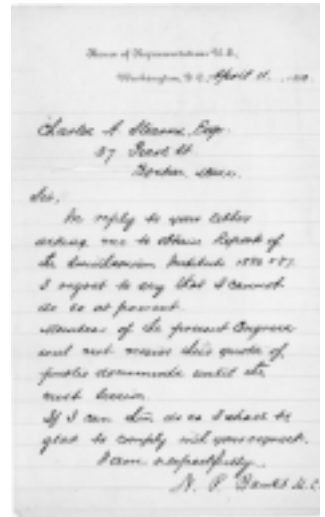 House of Representatives U.S.,
Washington, D.C., April 11, 18
Charles A. Stearns, Esqr.
37 Pearl St.
Boston, Mass.
Sir,
In reply to your letter
asking me to obtain Report of
the Smithsonian Institute 1886 & 87.
I regret to say that I cannot
do so at present.
Members of the present Congress
will not receive their quota of
public documents until the
next Session.
If I can then do so I shall be
glad to comply with your request.
I am respectfully,
N. P. Banks M.C.